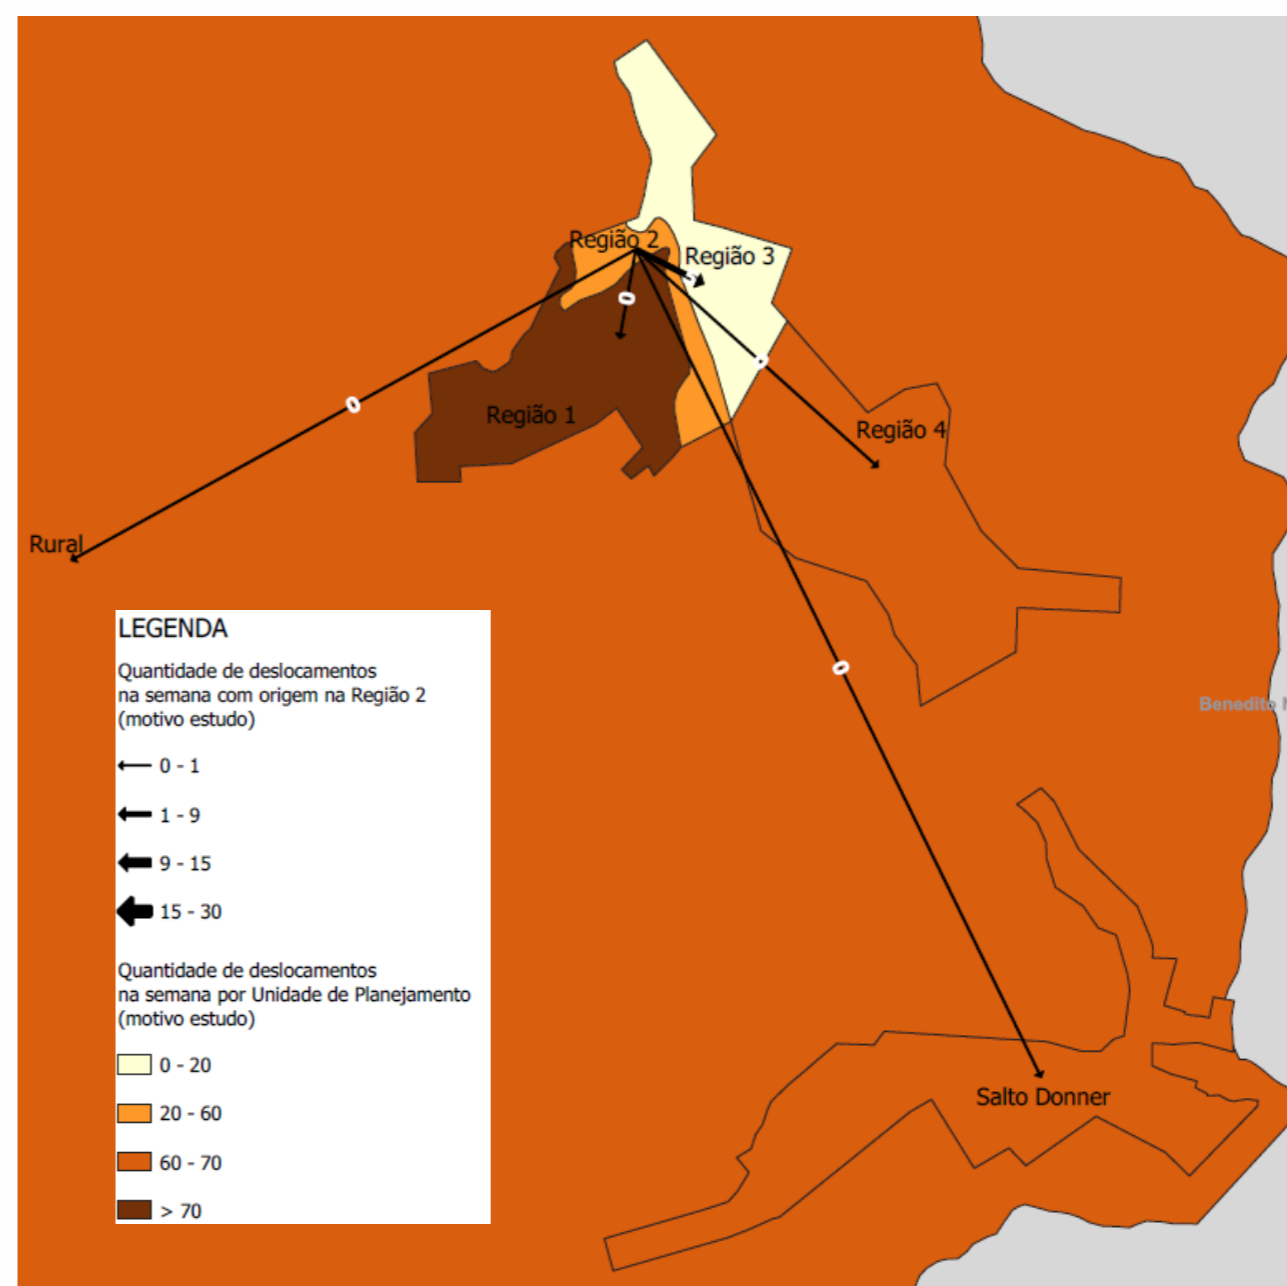 Região 2
Região 3
0
0
0
Região 1
Região 4
Rural
0
LEGENDA
Quantidade de deslocamentos
na semana com origem na Região 2
(motivo estudo)
0 - 1
1 - 9
9 - 15
15 - 30
Quantidade de deslocamentos
na semana por Unidade de Planejamento
(motivo estudo)
0 - 20
20 - 60
60 - 70
> 70
Benedito
Salto Donner